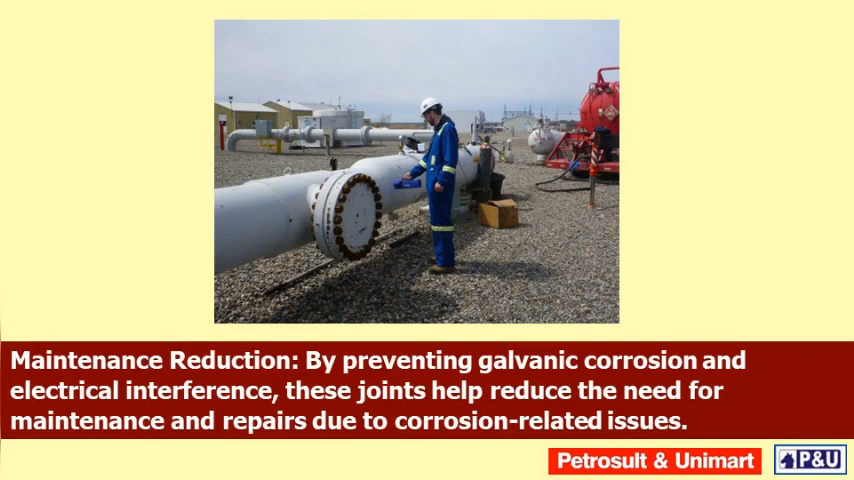 Maintenance Reduction: By preventing galvanic corrosion and
electrical interference, these joints help reduce the need for
maintenance and repairs due to corrosion-related issues.
Petrosult & Unimart
P&U